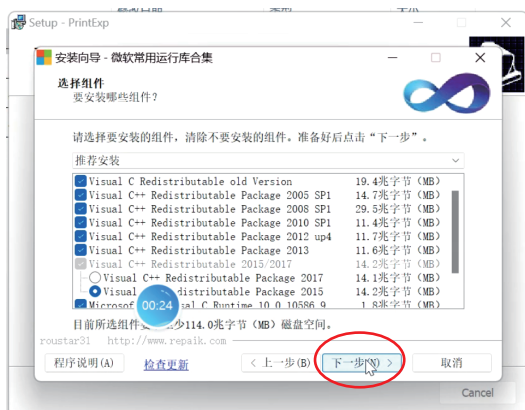 Setup - PrintExp
安装向导 - 微软常用运行库合集
选择组件
要安装哪些组件?
请选择要安装的组件，清除不要安装的组件。准备好后点击“下一步”。
推荐安装
Visual C Redistributable old Version 19.4兆字节 (MB)
Visual C++ Redistributable Package 2005 SP1 14.7兆字节 (MB)
Visual C++ Redistributable Package 2008 SP1 29.5兆字节 (MB)
Visual C++ Redistributable Package 2010 SP1 11.4兆字节 (MB)
Visual C++ Redistributable Package 2012 up4 11.7兆字节 (MB)
Visual C++ Redistributable Package 2013 11.6兆字节 (MB)
Visual C++ Redistributable 2015/2017 14.2兆字节 (MB)
Visual C++ Redistributable Package 2017 14.1兆字节 (MB)
Visual distributable Package 2015 14.2兆字节 (MB)
Microsof al C Runtime 10.0.10586.9 1.8兆字节 (MB)
00:24
目前所选组件 少114.0兆字节 (MB) 磁盘空间。
roustar31 http://www.repaik.com
程序说明(A)
检查更新
< 上一步(B)
下一步(N) >
取消
Cancel